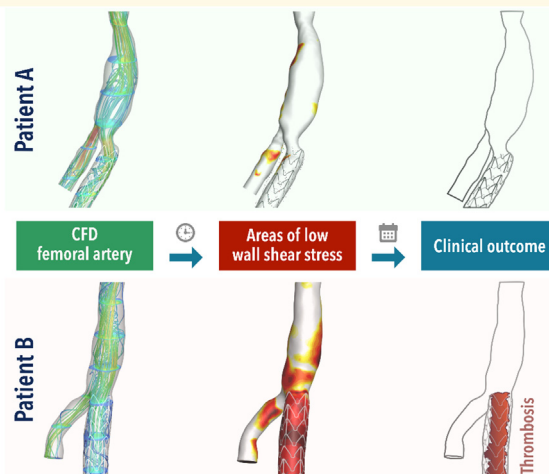 Patient A
CFD
femoral artery
Areas of low
wall shear stress
Clinical outcome
Patient B
Thrombosis